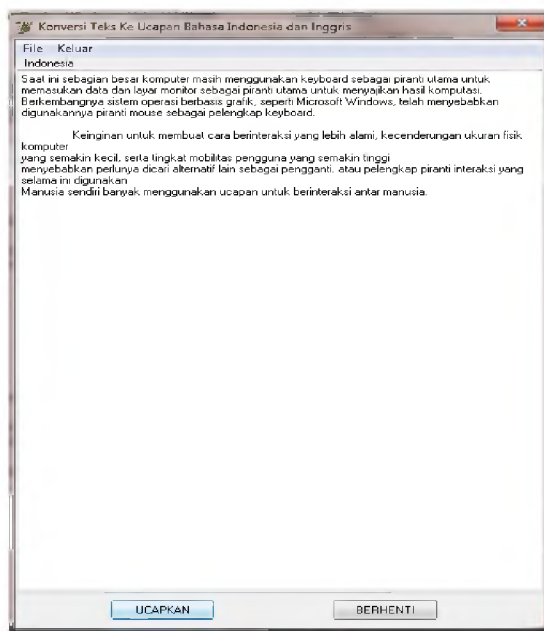 Konversi Teks Ke Ucapan Bahasa Indonesia dan Inggris
File Keluar
Indonesia
Saat ini sebagian besar komputer masih menggunakan keyboard sebagai piranti utama untuk
memasukan data dan layar monitor sebagai piranti utama untuk menyajikan hasil komputasi.
Berkembangnya sistem operasi berbasis grafik, seperti Microsoft Windows, telah menyebabkan
digunakannya piranti mouse sebagai pelengkap keyboard.
Keinginan untuk membuat cara berinteraksi yang lebih alami, kecenderungan ukuran fisik
komputer
yang semakin kecil, serta tingkat mobilitas pengguna yang semakin tinggi
menyebabkan perlunya dicari alternatif lain sebagai pengganti. atau pelengkap piranti interaksi yang
selama ini digunakan
Manusia sendiri banyak menggunakan ucapan untuk berinteraksi antar manusia.
UCAPKAN BERHENTI